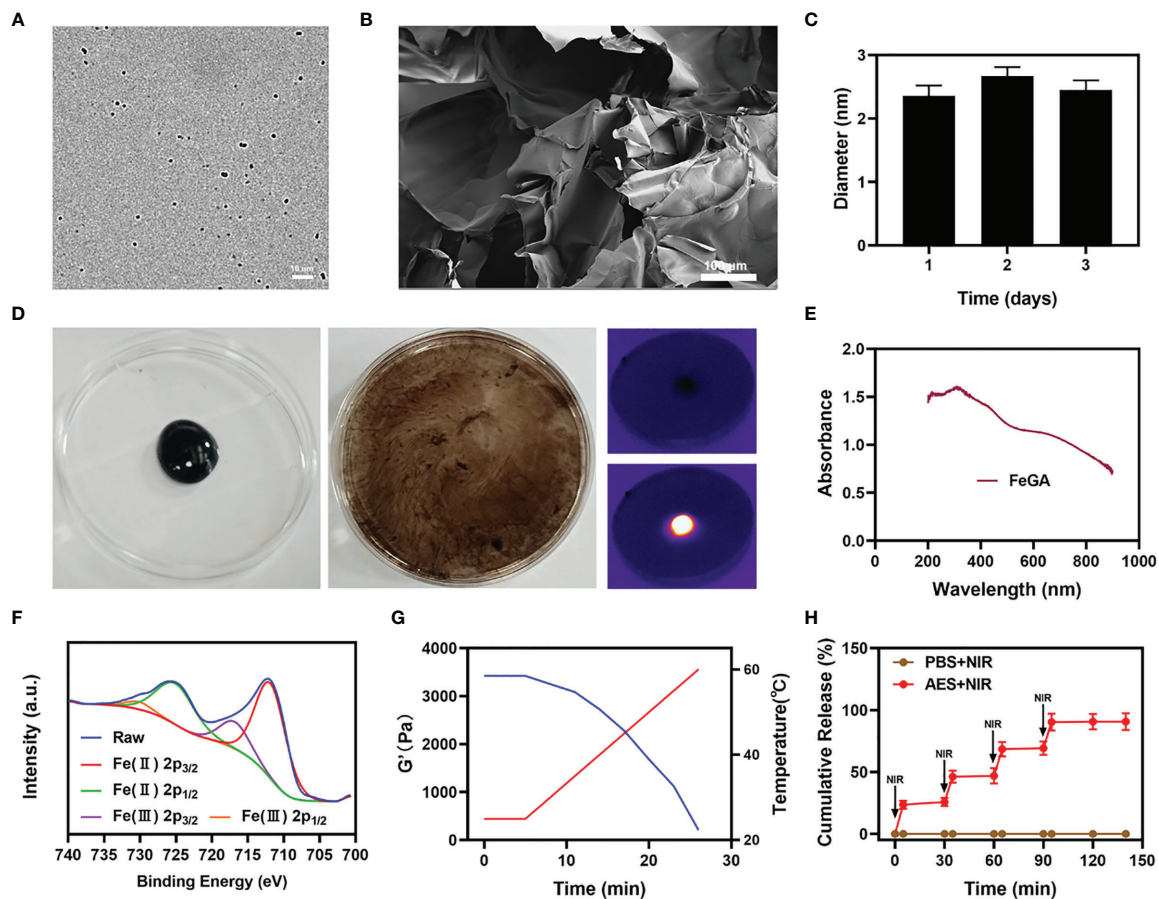 A
B
C
10 nm
100 μm
Diameter (nm)
3
2
1
0
1 2 3
Time (days)
D
E
Absorbance
2.0
1.5
1.0
0.5
0.0
FeGA
0 200 400 600 800 1000
Wavelength (nm)
F
G
H
Intensity (a.u.)
Raw
Fe(Ⅱ) 2p3/2
Fe(Ⅱ) 2p1/2
Fe(Ⅲ) 2p3/2
Fe(Ⅲ) 2p1/2
740 735 730 725 720 715 710 705 700
Binding Energy (eV)
G'(Pa)
4000
3000
2000
1000
0
60
40
20
Temperature(℃)
0 10 20 30
Time (min)
Cumulative Release (%)
150
100
50
0
PBS+NIR
AES+NIR
NIR
NIR
NIR
NIR
0 30 60 90 120 150
Time (min)